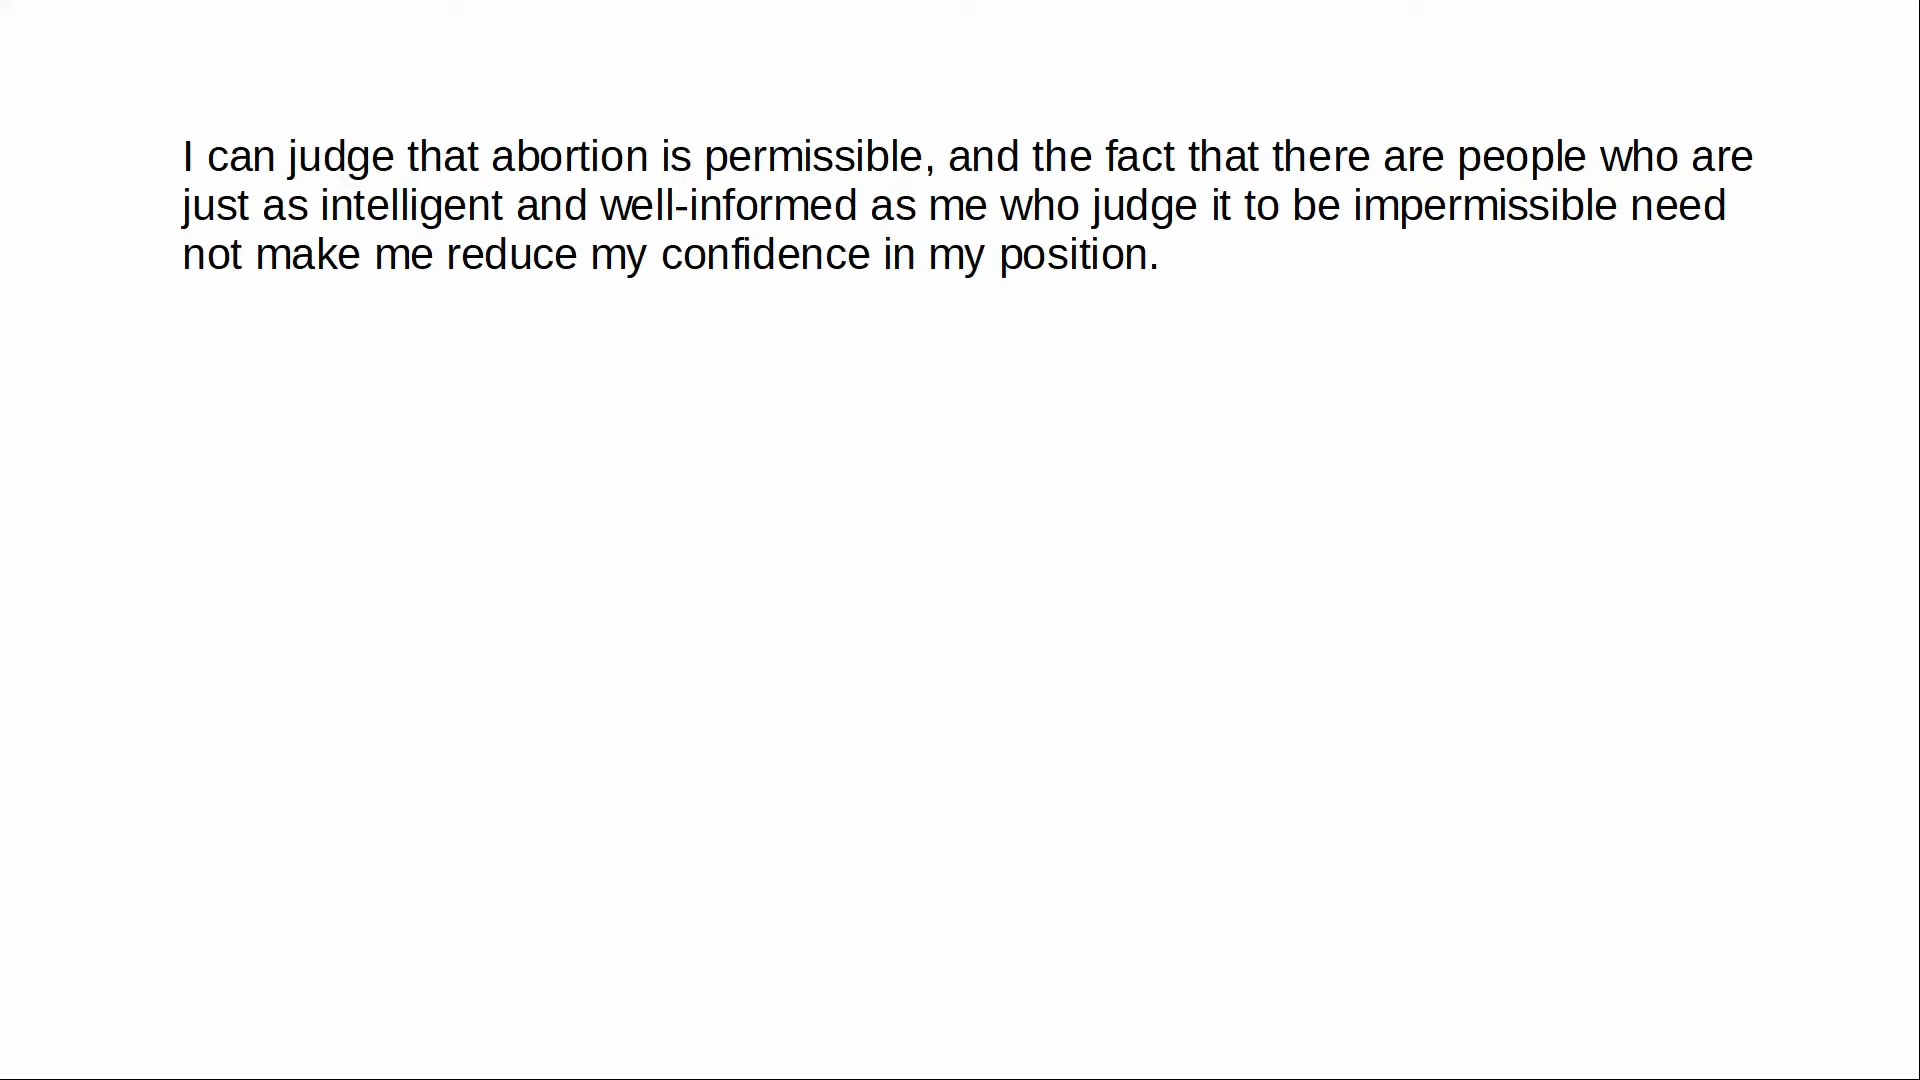 I can judge that abortion is permissible, and the fact that there are people who are
just as intelligent and well-informed as me who judge it to be impermissible need
not make me reduce my confidence in my position.